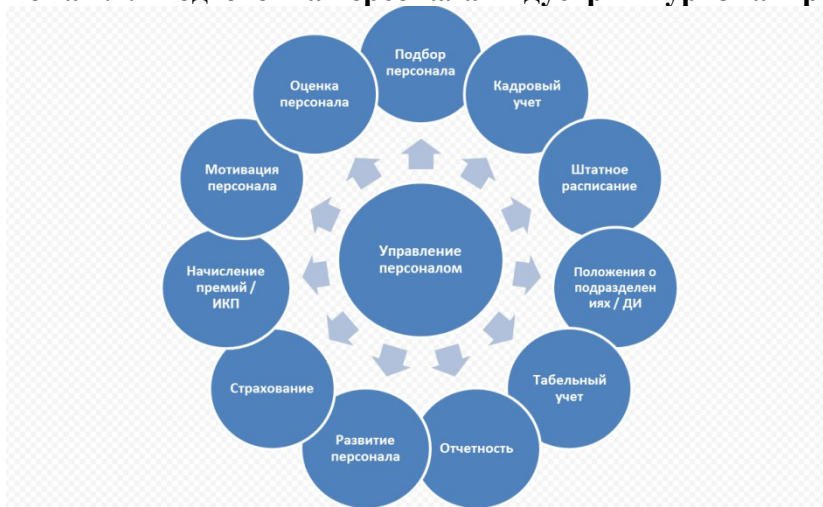 Подбор
персонала
Кадровый
учет
Штатное
расписание
Положения о
подразделен
иях / ДИ
Табельный
учет
Отчетность
Развитие
персонала
Страхование
Начисление
премий /
ИКП
Мотивация
персонала
Оценка
персонала
Управление
персоналом